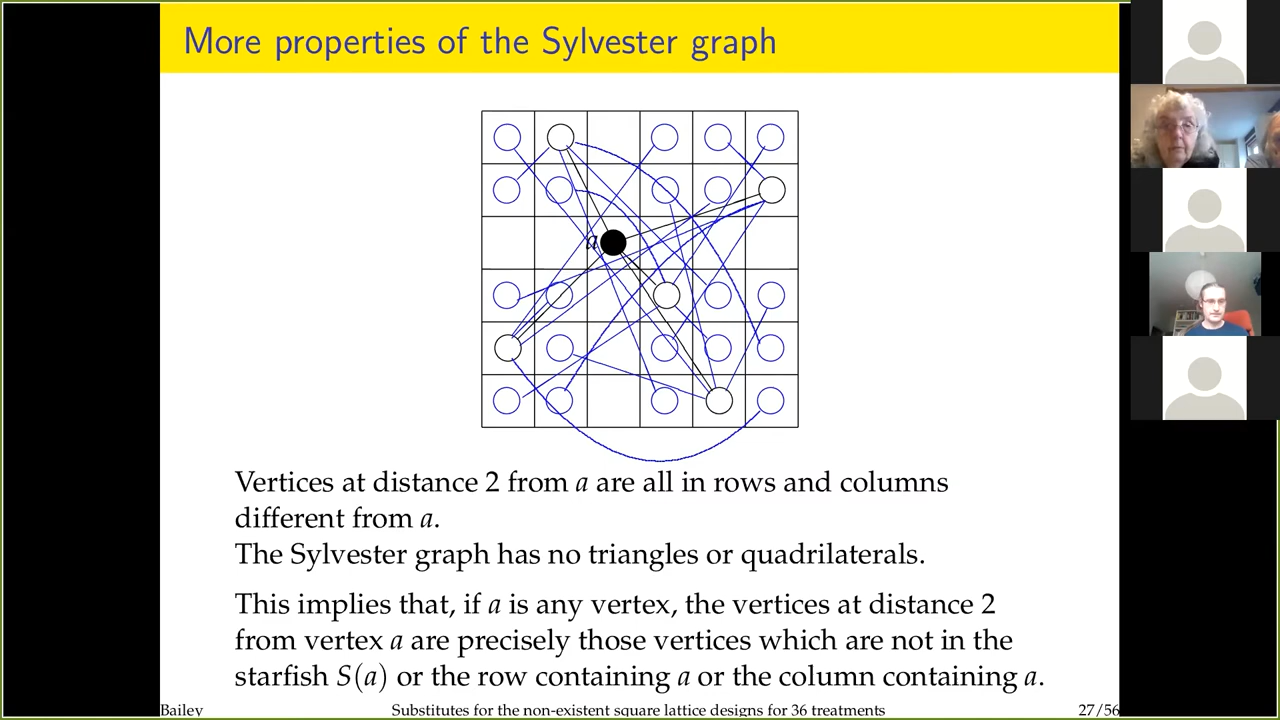 More properties of the Sylvester graph
a
Vertices at distance 2 from a are all in rows and columns
different from a.
The Sylvester graph has no triangles or quadrilaterals.
This implies that, if a is any vertex, the vertices at distance 2
from vertex a are precisely those vertices which are not in the
starfish S(a) or the row containing a or the column containing a.
Bailey Substitutes for the non-existent square lattice designs for 36 treatments 27/56